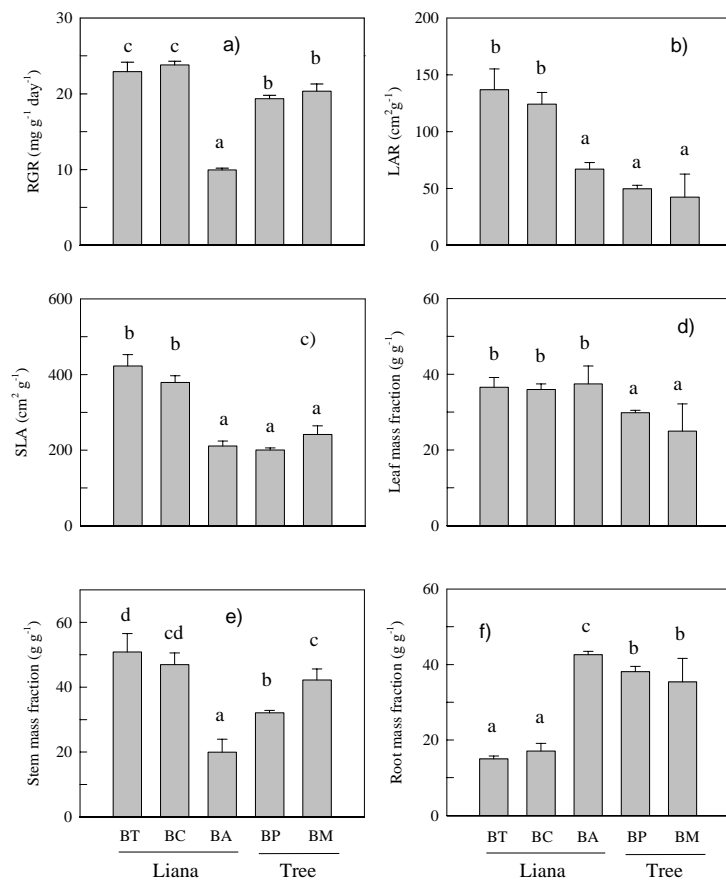 30
20
10
0
RGR (mg g-1 day-1)
a)
c c a b b
200
150
100
50
0
LAR (cm2g-1)
b)
b b a a a
600
400
200
0
SLA (cm2 g-1)
c)
b b a a a
60
40
20
0
Leaf mass fraction (g g-1)
d)
b b b a a
60
40
20
0
Stem mass fraction (g g-1)
e)
d cd a b c
BT BC BA BP BM
Liana Tree
60
40
20
0
Root mass fraction (g g-1)
f)
a a c b b
BT BC BA BP BM
Liana Tree